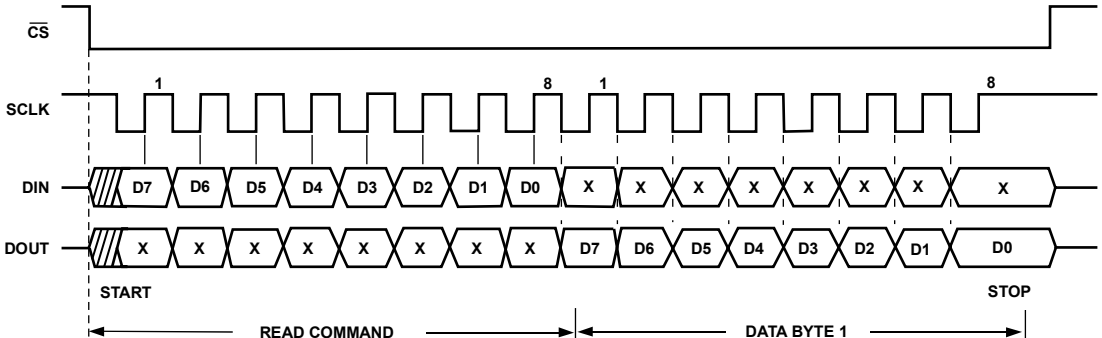 CS
1 8 1 8
SCLK
DIN D7 D6 D5 D4 D3 D2 D1 D0 X X X X X X X X
DOUT X X X X X X X X D7 D6 D5 D4 D3 D2 D1 D0
START STOP
READ COMMAND DATA BYTE 1